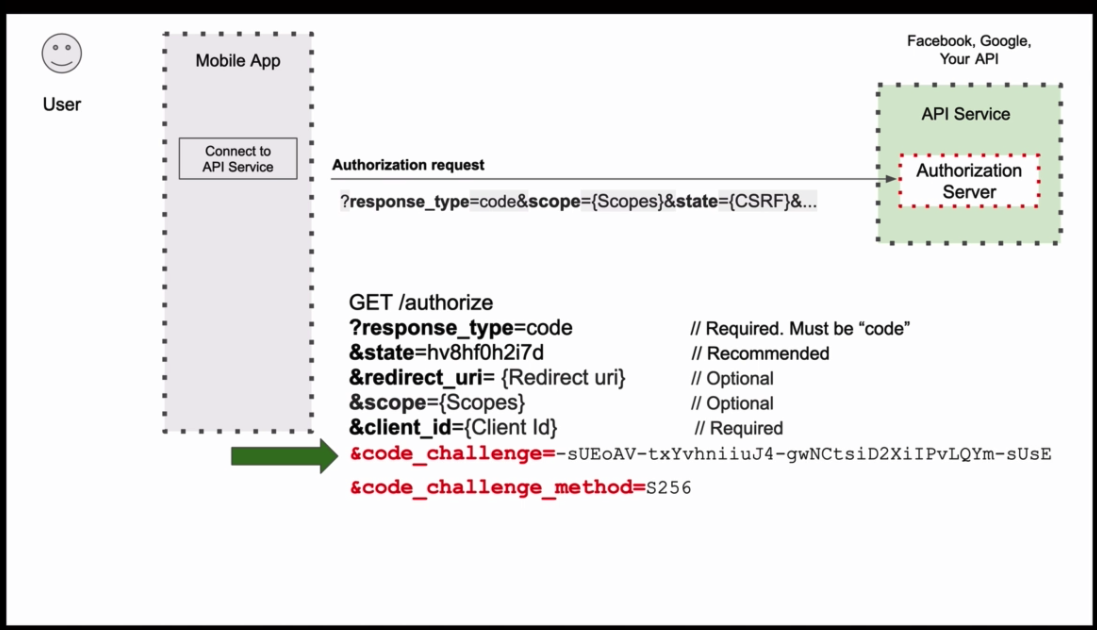 User
Mobile App
Connect to
API Service
Authorization request
?response_type=code&scope={Scopes}&state={CSRF}&...
Facebook, Google,
Your API
API Service
Authorization
Server
GET /authorize
?response_type=code // Required. Must be “code”
&state=hv8hf0h2i7d // Recommended
&redirect_uri= {Redirect uri} // Optional
&scope={Scopes} // Optional
&client_id={Client Id} // Required
&code_challenge=-sUEoAV-txYvhniiuJ4-gwNCtsiD2XiIPvLQYm-sUsE
&code_challenge_method=S256